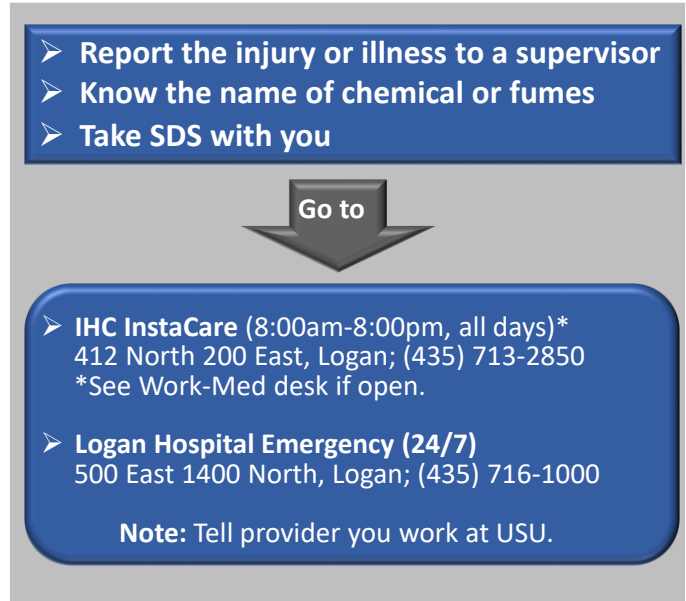 ➢ Report the injury or illness to a supervisor
➢ Know the name of chemical or fumes
➢ Take SDS with you
Go to
➢ IHC InstaCare (8:00am-8:00pm, all days)*
412 North 200 East, Logan; (435) 713-2850
*See Work-Med desk if open.
➢ Logan Hospital Emergency (24/7)
500 East 1400 North, Logan; (435) 716-1000
Note: Tell provider you work at USU.